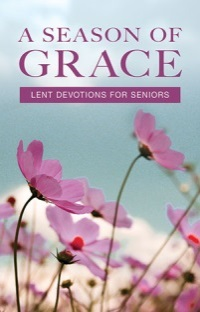 A SEASON OF
GRACE
LENT DEVOTIONS FOR SENIORS